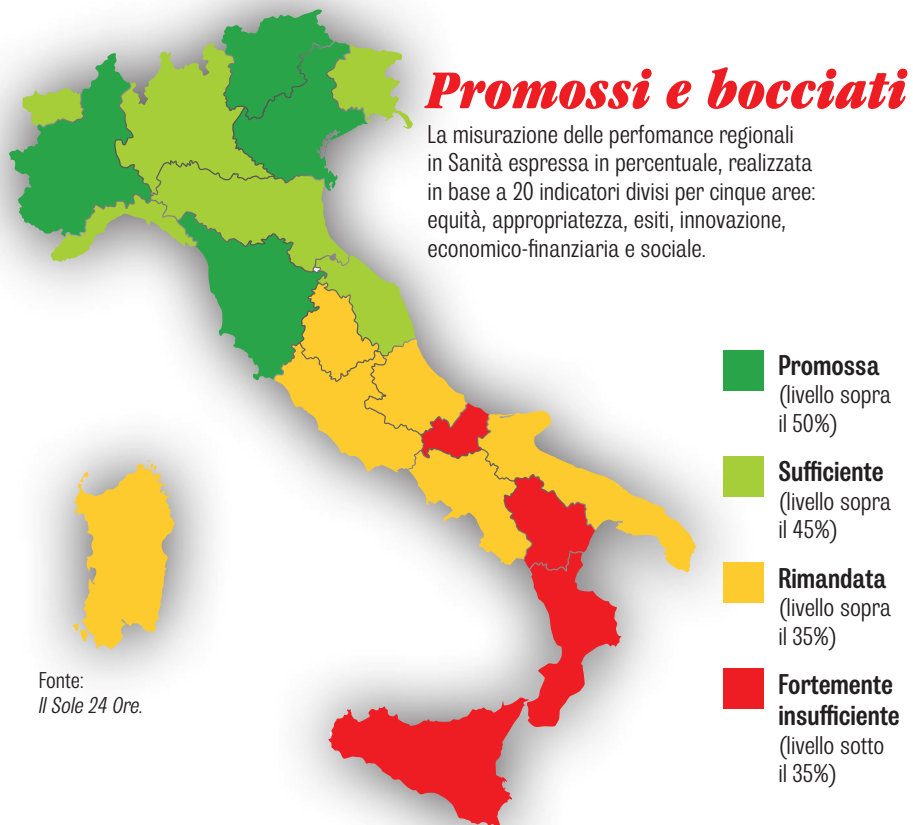 Promossi e bocciati
La misurazione delle perfomance regionali
in Sanità espressa in percentuale, realizzata
in base a 20 indicatori divisi per cinque aree:
equità, appropriatezza, esiti, innovazione,
economico-finanziaria e sociale.
Promossa
(livello sopra
il 50%)
Sufficiente
(livello sopra
il 45%)
Rimandata
(livello sopra
il 35%)
Fortemente
insufficiente
(livello sotto
il 35%)
Fonte:
Il Sole 24 Ore.